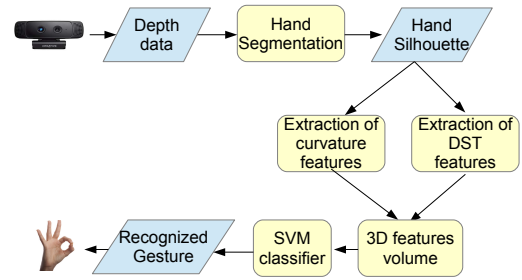 Depth
data
Hand
Segmentation
Hand
Silhouette
Extraction of
curvature
features
Extraction of
DST
features
Recognized
Gesture
SVM
classifier
3D features
volume